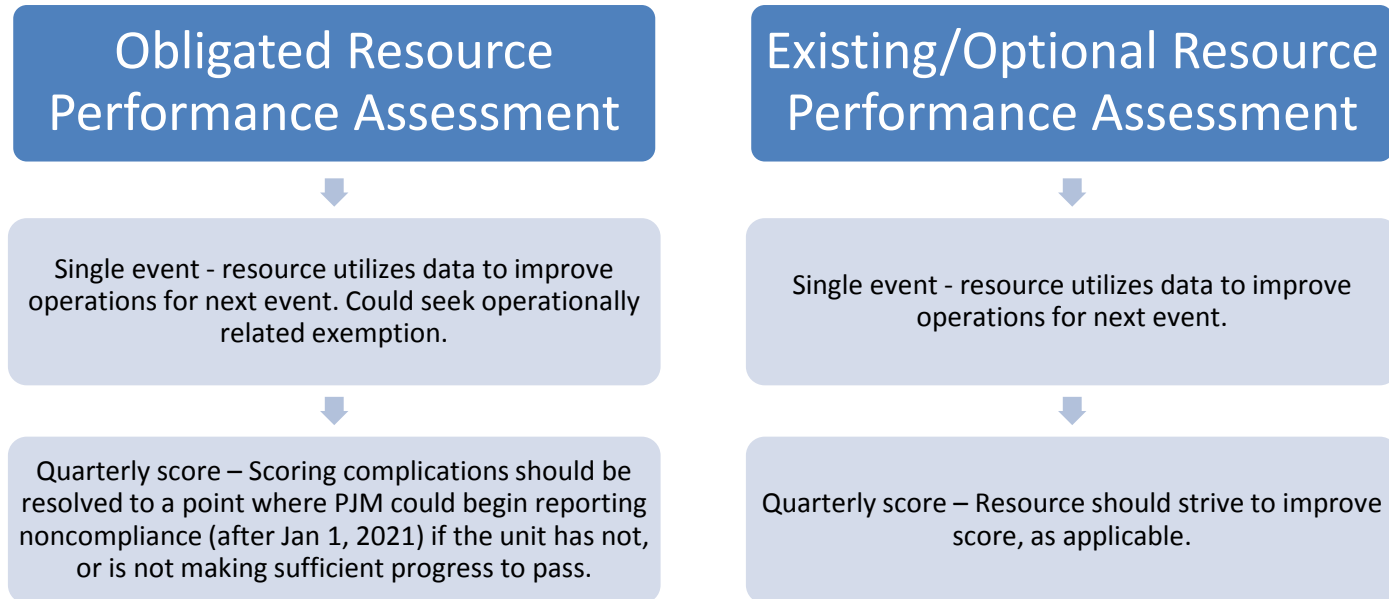 Obligated Resource
Performance Assessment
Single event - resource utilizes data to improve
operations for next event. Could seek operationally
related exemption.
Quarterly score – Scoring complications should be
resolved to a point where PJM could begin reporting
noncompliance (after Jan 1, 2021) if the unit has not,
or is not making sufficient progress to pass.
Existing/Optional Resource
Performance Assessment
Single event - resource utilizes data to improve
operations for next event.
Quarterly score – Resource should strive to improve
score, as applicable.